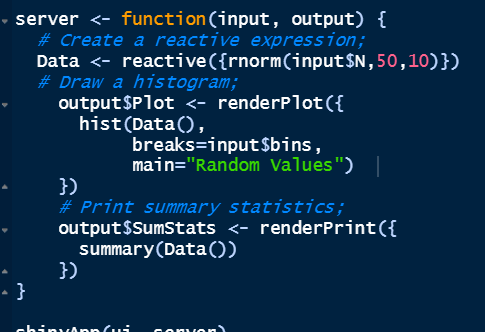 server <- function(input, output) {
  # Create a reactive expression;
  Data <- reactive({rnorm(input$N,50,10)})
  # Draw a histogram;
    output$Plot <- renderPlot({
      hist(Data(),
           breaks=input$bins,
           main="Random Values")
    })
    # Print summary statistics;
    output$SumStats <- renderPrint({
      summary(Data())
    })
}
shinyApp(ui, server)